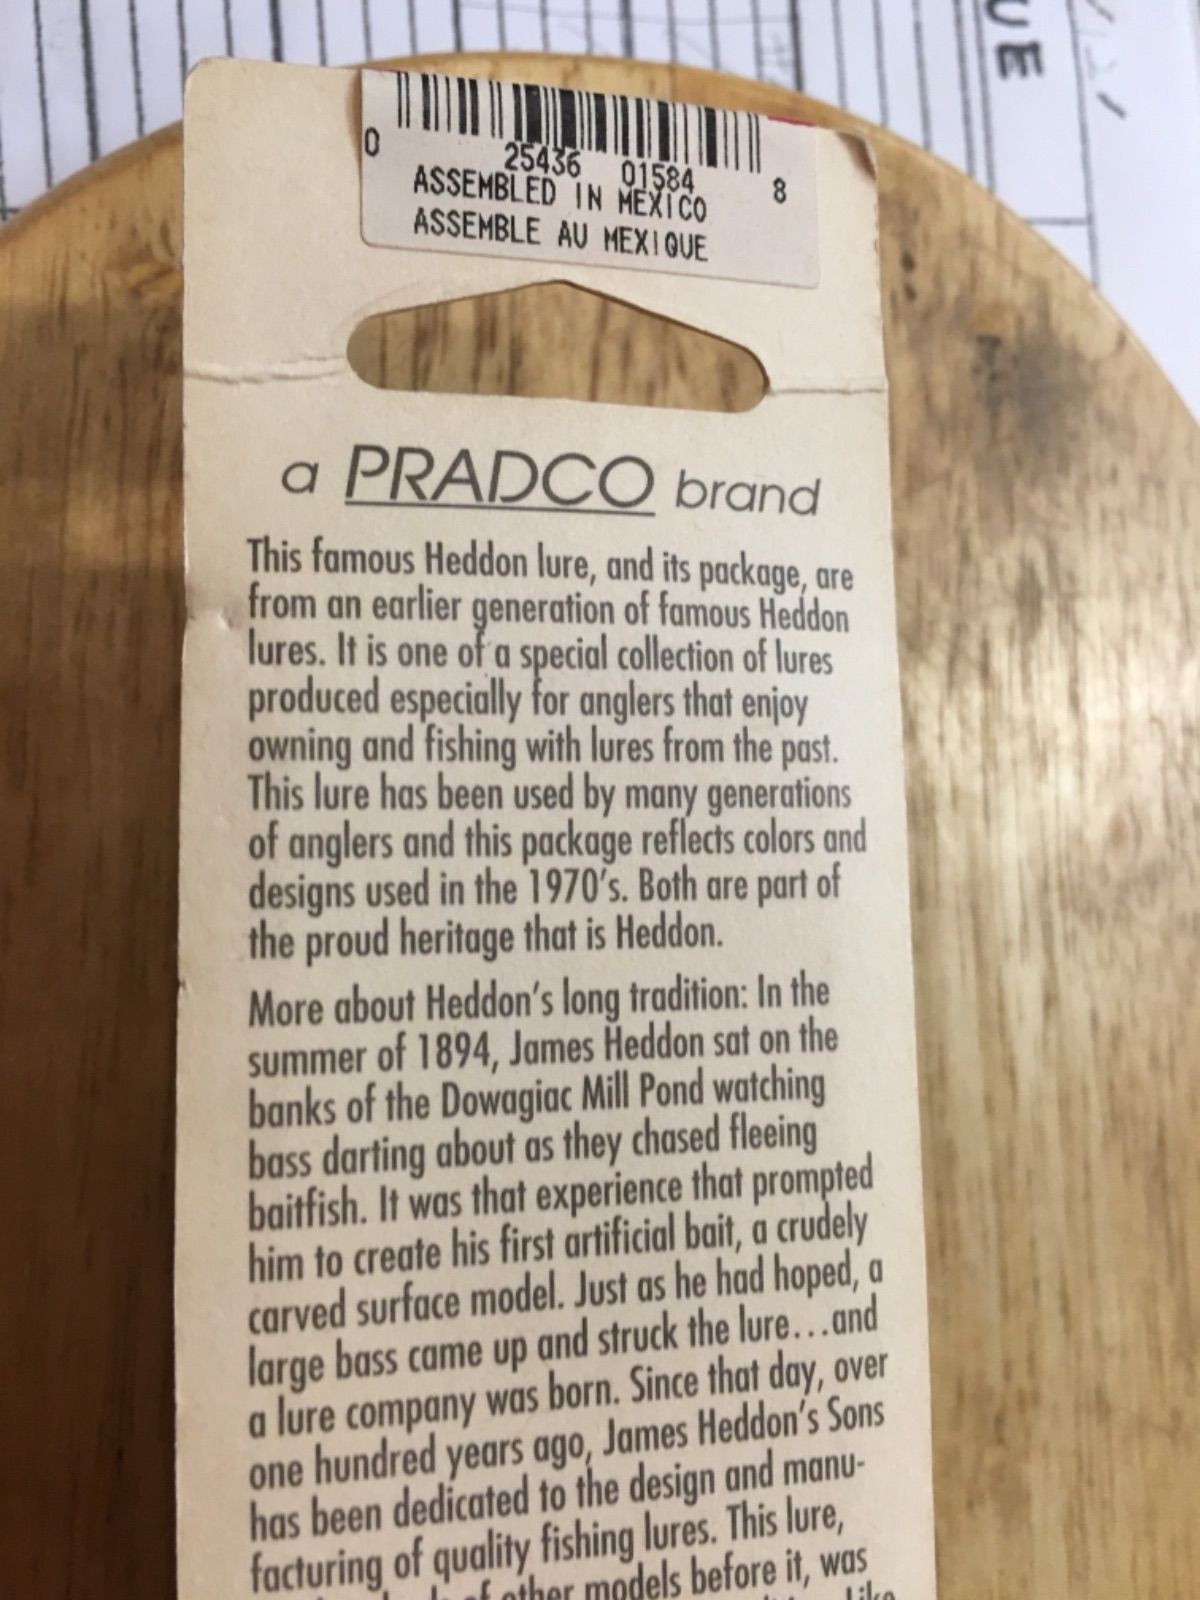 UE
0 25436 01584 8
ASSEMBLED IN MEXICO
ASSEMBLE AU MEXIQUE
a PRADCO brand
This famous Heddon lure, and its package, are
from an earlier generation of famous Heddon
lures. It is one of a special collection of lures
produced especially for anglers that enjoy
owning and fishing with lures from the past.
This lure has been used by many generations
of anglers and this package reflects colors and
designs used in the 1970's. Both are part of
the proud heritage that is Heddon.
More about Heddon's long tradition: In the
summer of 1894, James Heddon sat on the
banks of the Dowagiac Mill Pond watching
bass darting about as they chased fleeing
baitfish. It was that experience that prompted
him to create his first artificial bait, a crudely
carved surface model. Just as he had hoped, a
large bass came up and struck the lure...and
a lure company was born. Since that day, over
one hundred years ago, James Heddon's Sons
has been dedicated to the design and manu-
facturing of quality fishing lures. This lure,
of other models before it, was
like